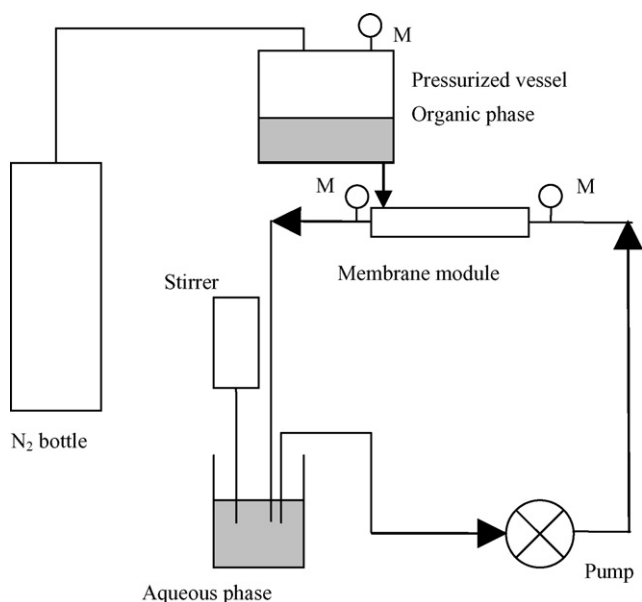 M
Pressurized vessel
Organic phase
M
M
Membrane module
Stirrer
N₂ bottle
Aqueous phase
Pump